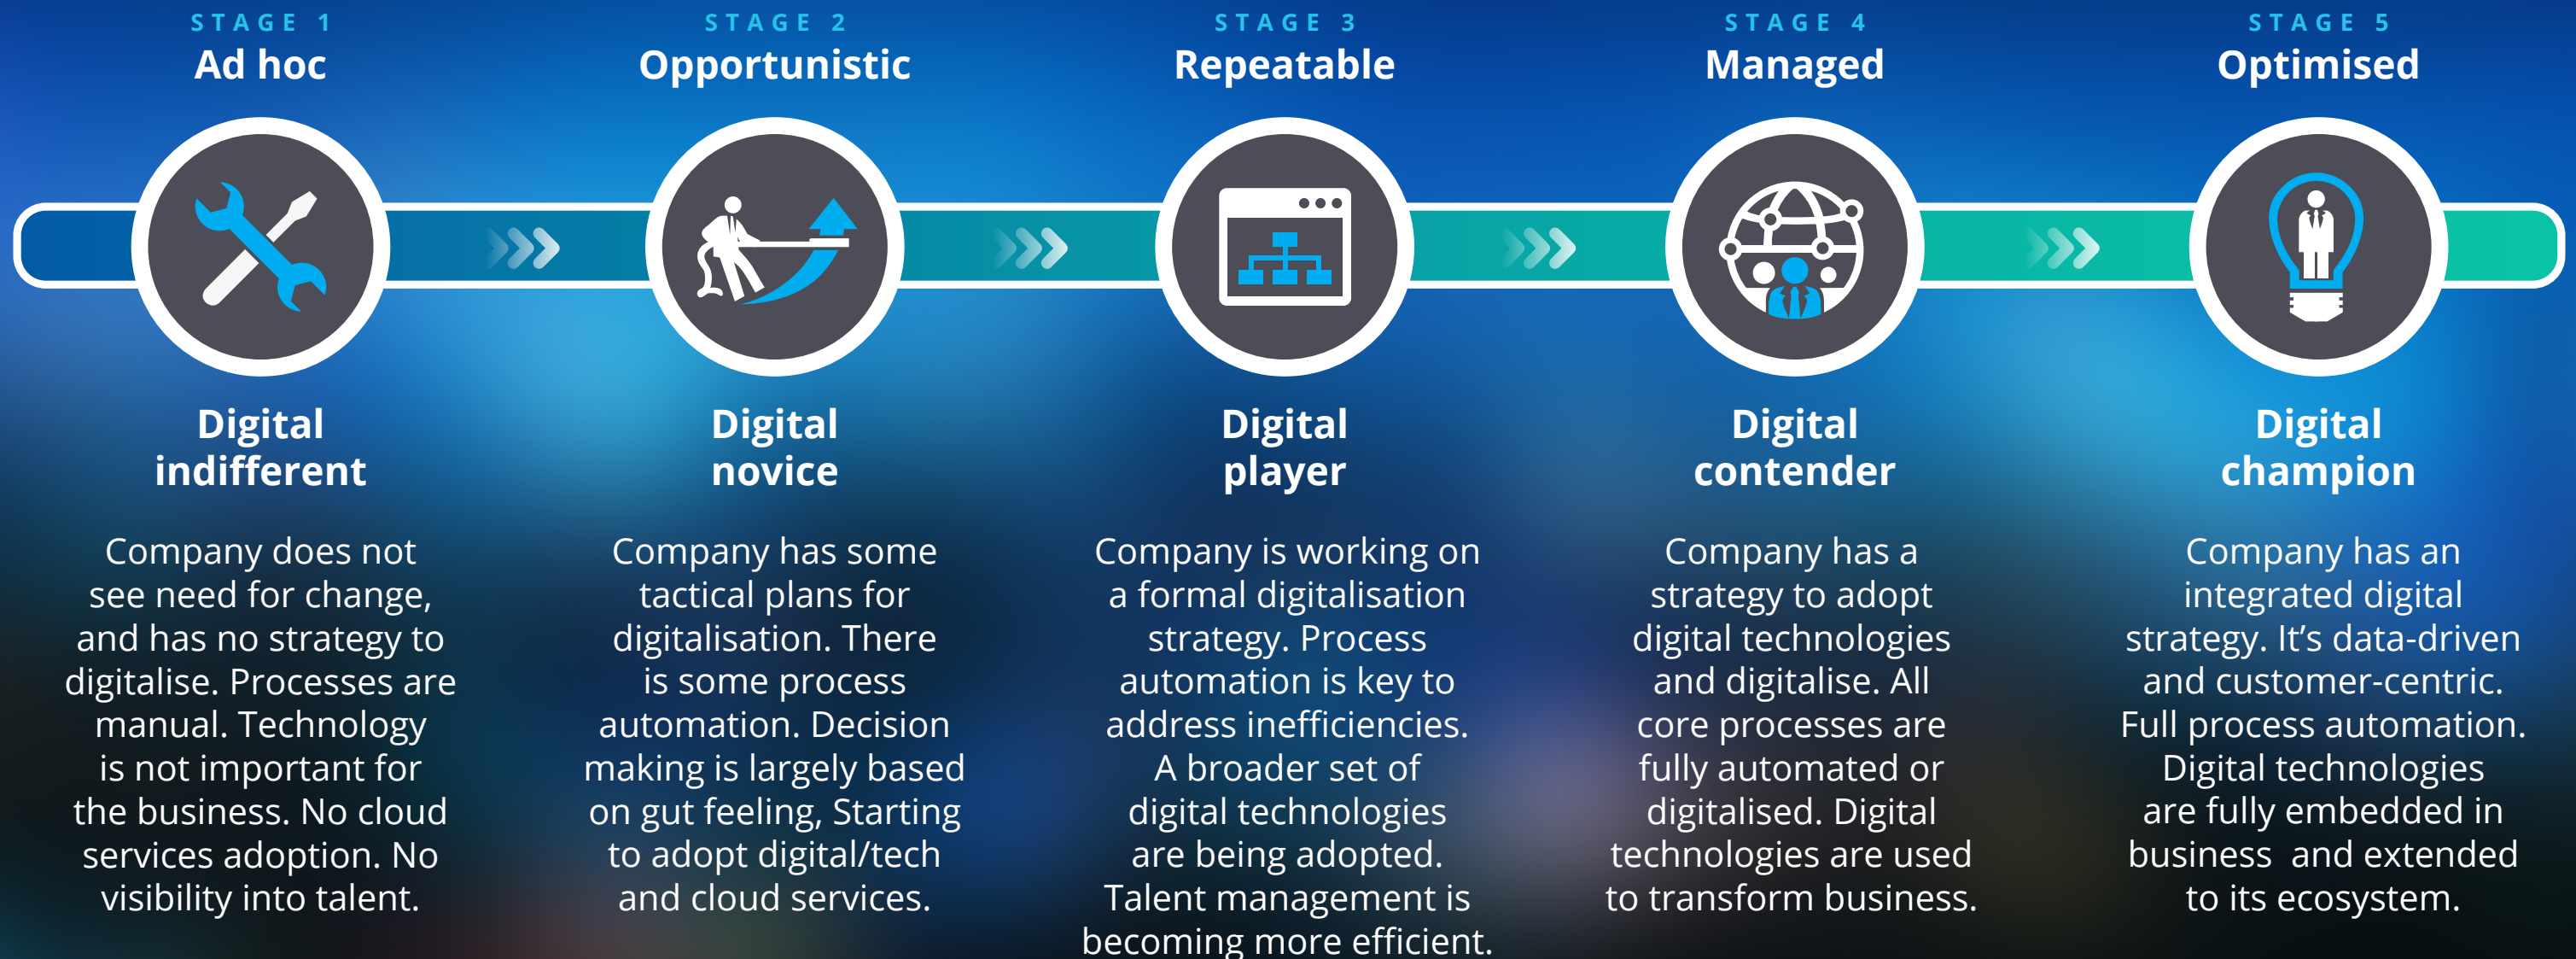 STAGE 1
Ad hoc
Digital
indifferent
Company does not
see need for change,
and has no strategy to
digitalise. Processes are
manual. Technology
is not important for
the business. No cloud
services adoption. No
visibility into talent.
STAGE 2
Opportunistic
Digital
novice
Company has some
tactical plans for
digitalisation. There
is some process
automation. Decision
making is largely based
on gut feeling, Starting
to adopt digital/tech
and cloud services.
STAGE 3
Repeatable
Digital
player
Company is working on
a formal digitalisation
strategy. Process
automation is key to
address inefficiencies.
A broader set of
digital technologies
are being adopted.
Talent management is
becoming more efficient.
STAGE 4
Managed
Digital
contender
Company has a
strategy to adopt
digital technologies
and digitalise. All
core processes are
fully automated or
digitalised. Digital
technologies are used
to transform business.
STAGE 5
Optimised
Digital
champion
Company has an
integrated digital
strategy. It’s data-driven
and customer-centric.
Full process automation.
Digital technologies
are fully embedded in
business  and extended
to its ecosystem.